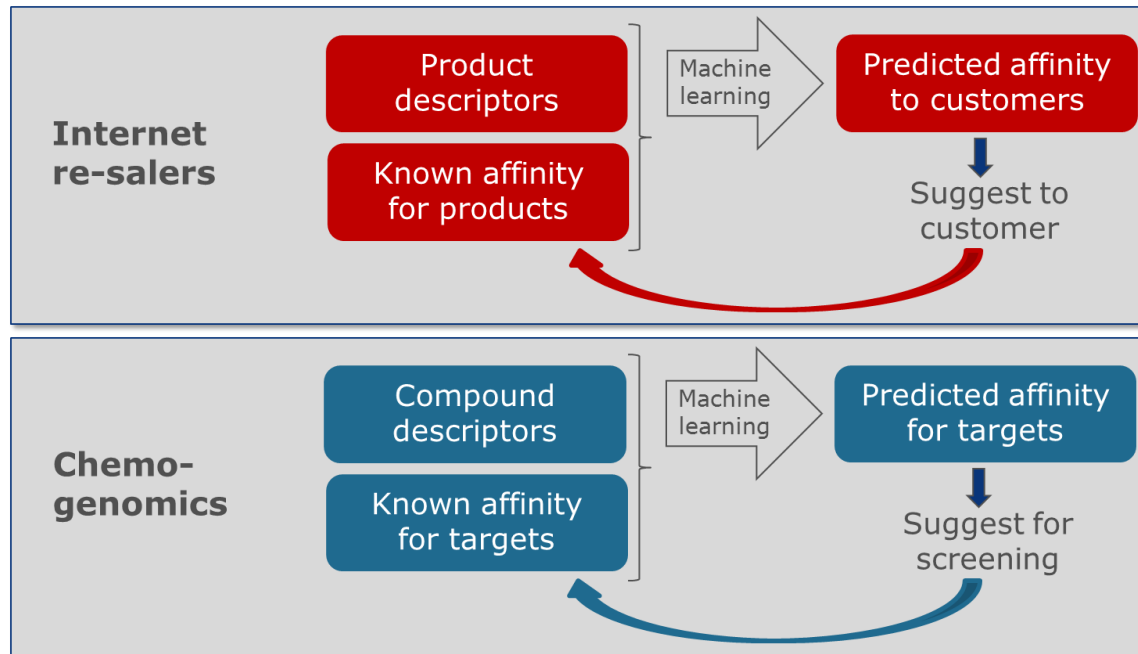 Internet
re-salers
Product
descriptors
Known affinity
for products
Machine
learning
Predicted affinity
to customers
Suggest to
customer
Chemo-
genomics
Compound
descriptors
Known affinity
for targets
Machine
learning
Predicted affinity
for targets
Suggest for
screening